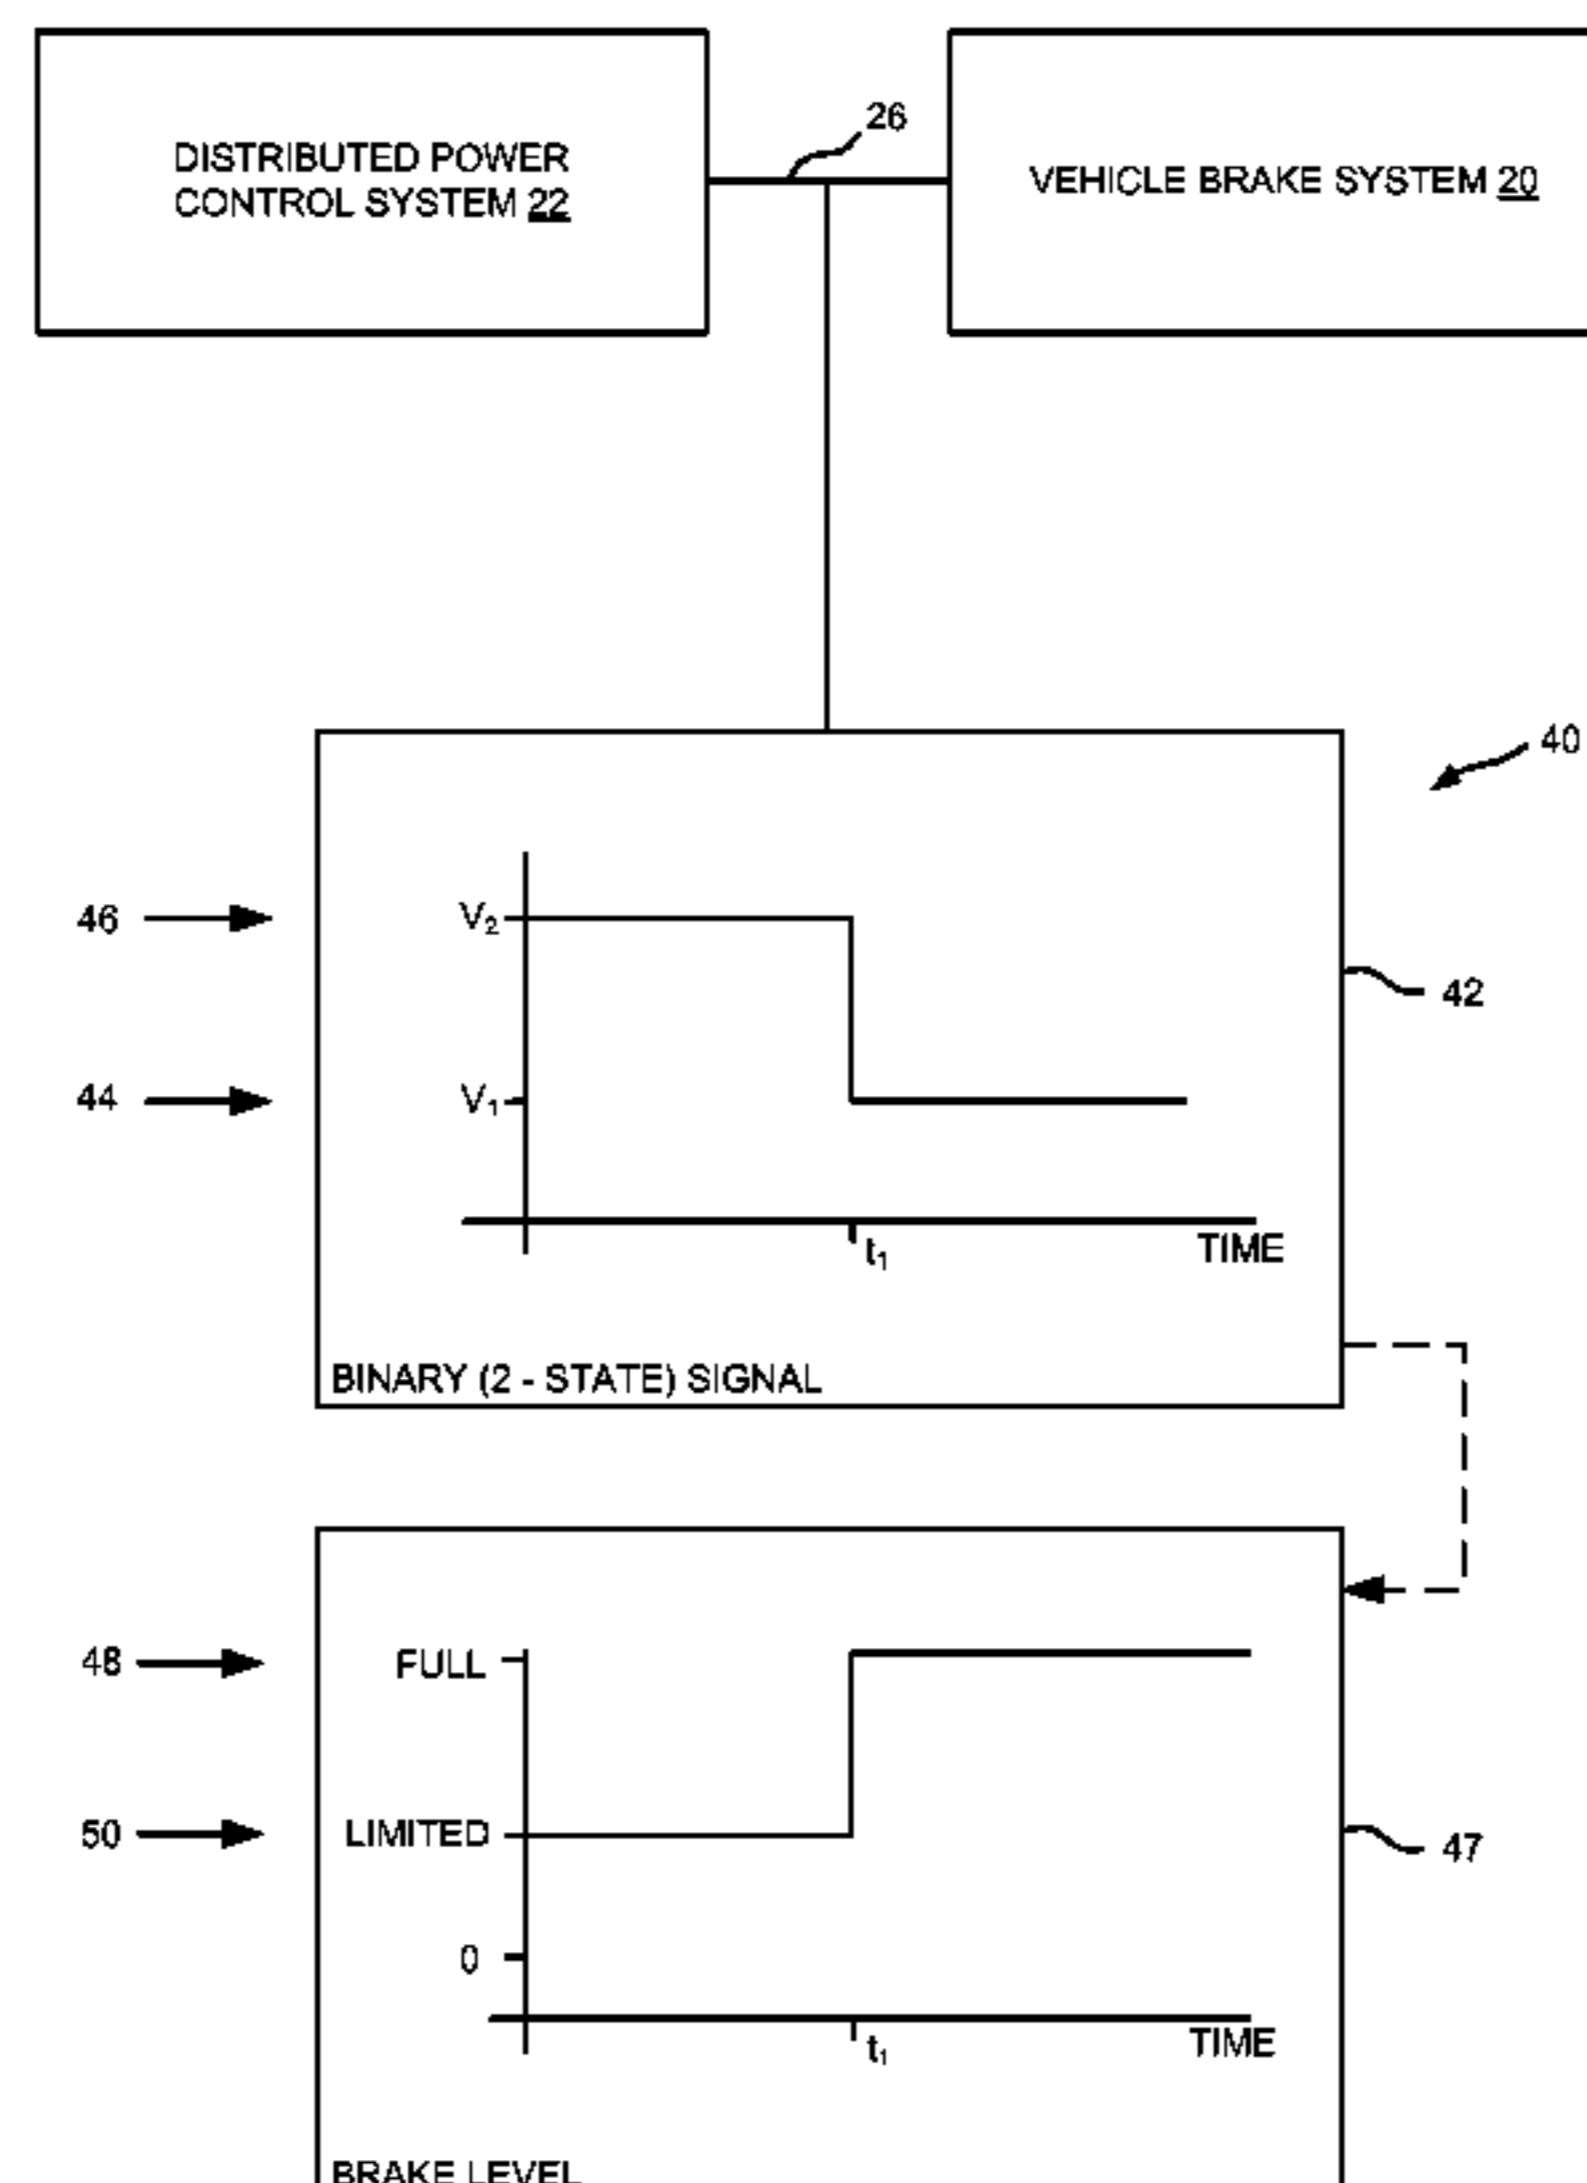 DISTRIBUTED POWER
CONTROL SYSTEM 22
26
VEHICLE BRAKE SYSTEM 20
40
46
V₂
42
44
V₁
t₁
TIME
BINARY (2 - STATE) SIGNAL
48
FULL
50
LIMITED
47
0
t₁
TIME
BRAKE LEVEL